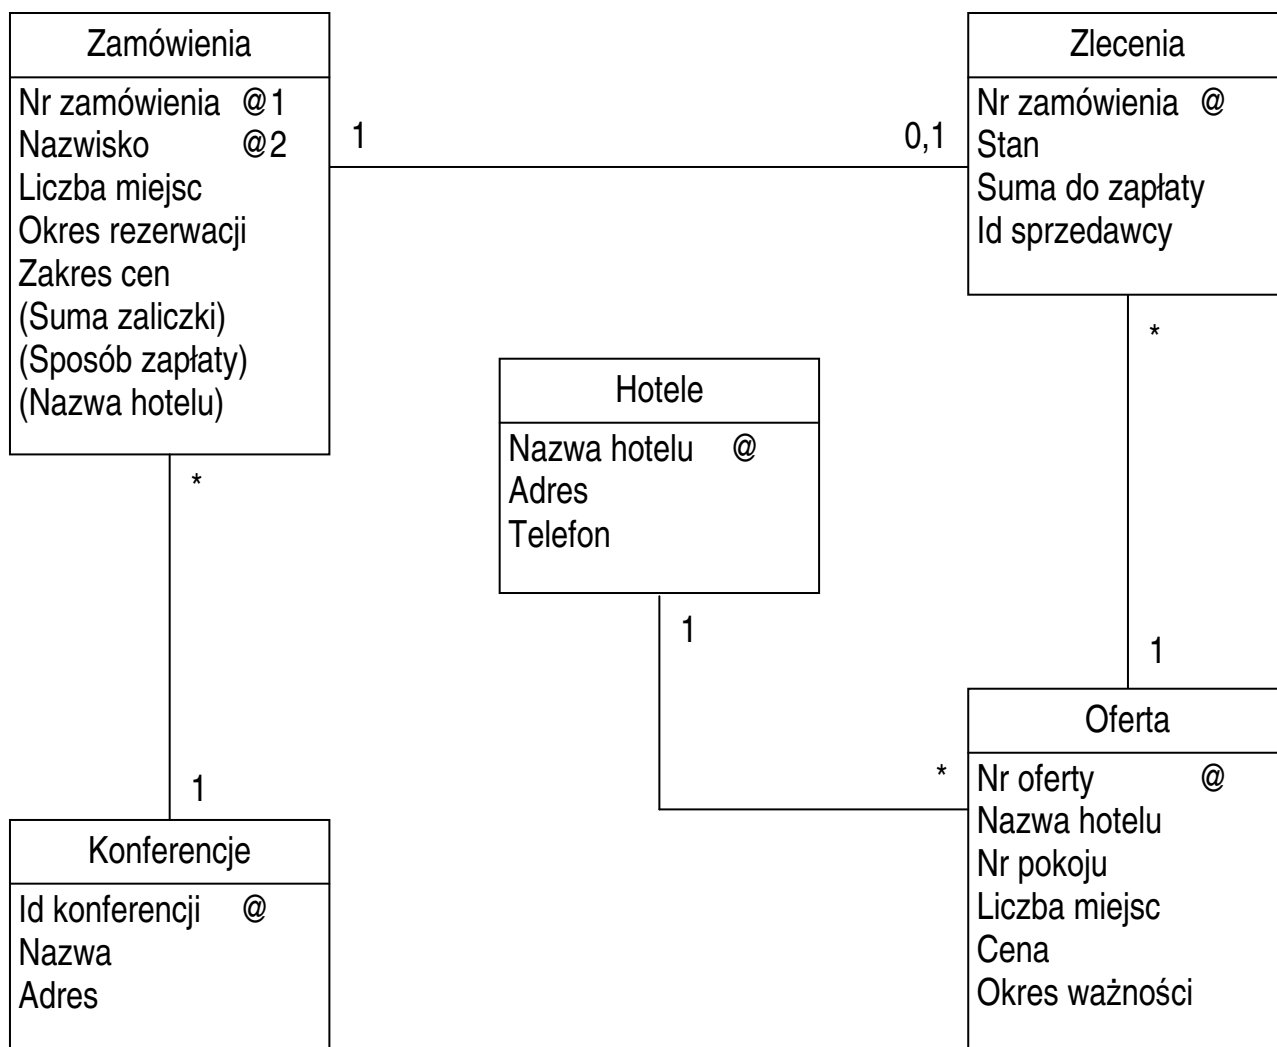 Zamówienia
Nr zamówienia @1
Nazwisko @2
Liczba miejsc
Okres rezerwacji
Zakres cen
(Suma zaliczki)
(Sposób zapłaty)
(Nazwa hotelu)
1
0,1
Zlecenia
Nr zamówienia @
Stan
Suma do zapłaty
Id sprzedawcy
*
*
Hotele
Nazwa hotelu @
Adres
Telefon
1
1
Oferta
Nr oferty @
Nazwa hotelu
Nr pokoju
Liczba miejsc
Cena
Okres ważności
*
1
Konferencje
Id konferencji @
Nazwa
Adres